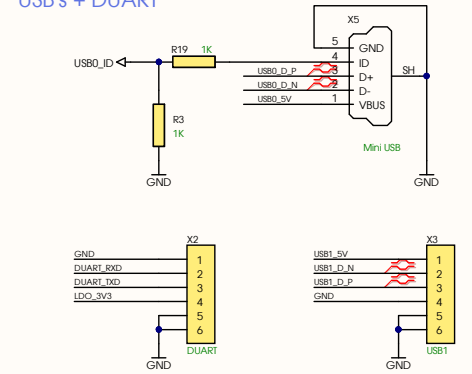 USB's + DUART
X5
R19 1K
5 GND
USB0_ID
4 ID
USB0_D_P 3 D+ SH
USB0_D_N 2 D-
USB0_5V 1 VBUS
R3
1K
Mini USB
GND
GND
X2
X3
GND 1
DUART_RXD 2
DUART_TXD 3
LDO_3V3 4
5
6
DUART
GND
USB1_5V 1
USB1_D_N 2
USB1_D_P 3
GND 4
5
6
USB1
GND